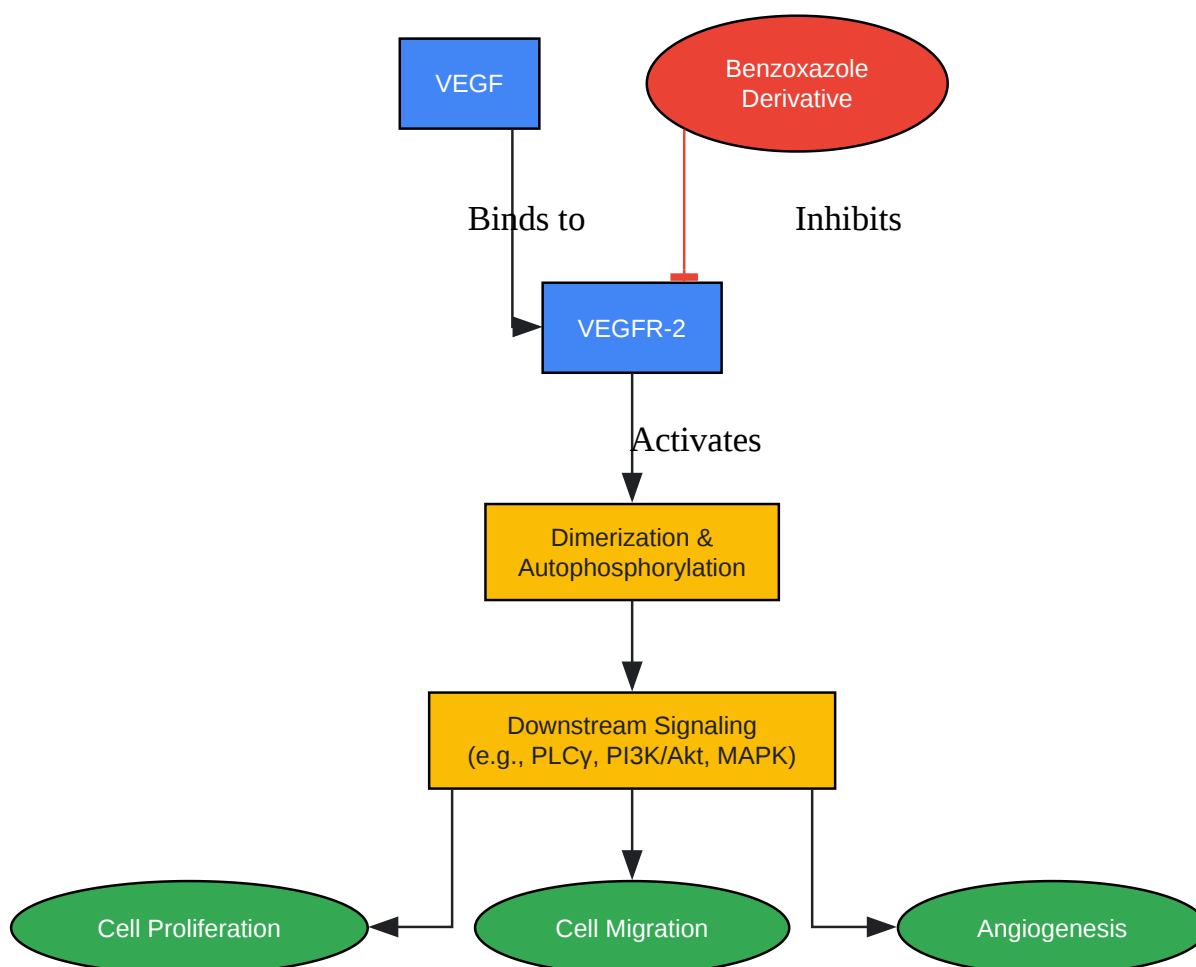 VEGF
Benzoxazole
Derivative
Binds to
Inhibits
VEGFR-2
Activates
Dimerization &
Autophosphorylation
Downstream Signaling
(e.g., PLCγ, PI3K/Akt, MAPK)
Cell Proliferation
Cell Migration
Angiogenesis